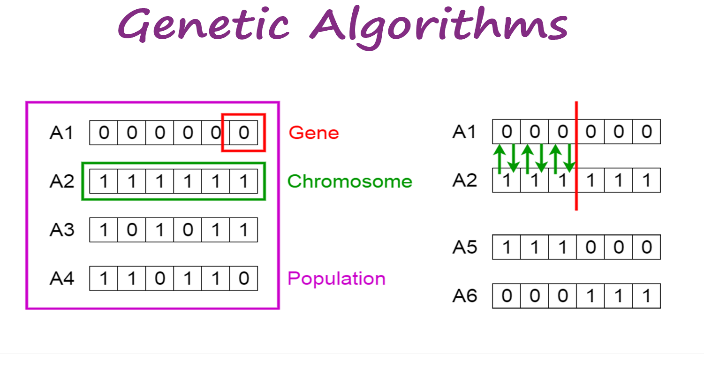 Genetic Algorithms
A1 0 0 0 0 0 0 Gene
A2 1 1 1 1 1 1 Chromosome
A3 1 0 1 0 1 1
A4 1 1 0 1 1 0 Population
A1 0 0 0 0 0 0
A2 1 1 1 1 1 1
A5 1 1 1 0 0 0
A6 0 0 0 1 1 1